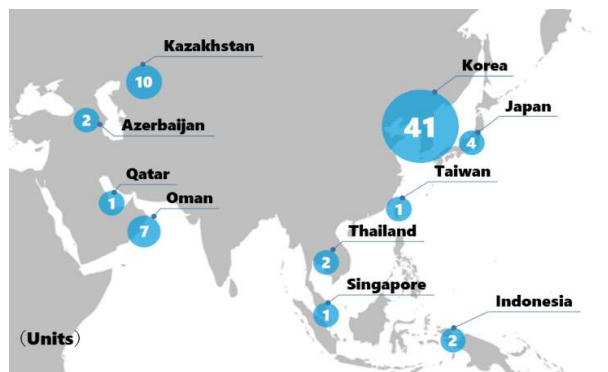 Kazakhstan
10
Korea
41
Japan
4
2
Azerbaijan
Qatar
1
Oman
7
Taiwan
1
Thailand
2
Singapore
1
Indonesia
2
（Units）